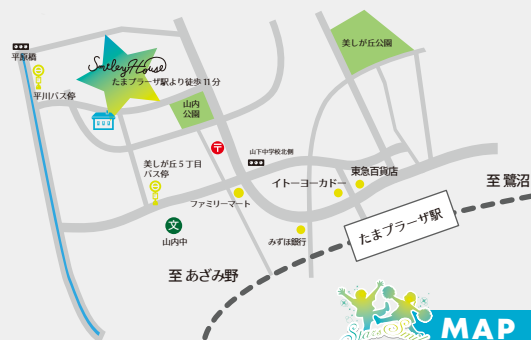 平原橋
平川バス停
Smiley House
たまプラーザ駅より徒歩11分
美しが丘公園
山内
公園
〒
山下中学校北側
美しが丘5丁目
バス停
イトーヨーカドー
東急百貨店
至 鷺沼
ファミリーマート
文
山内中
みずほ銀行
たまプラーザ駅
至 あざみ野
MAP